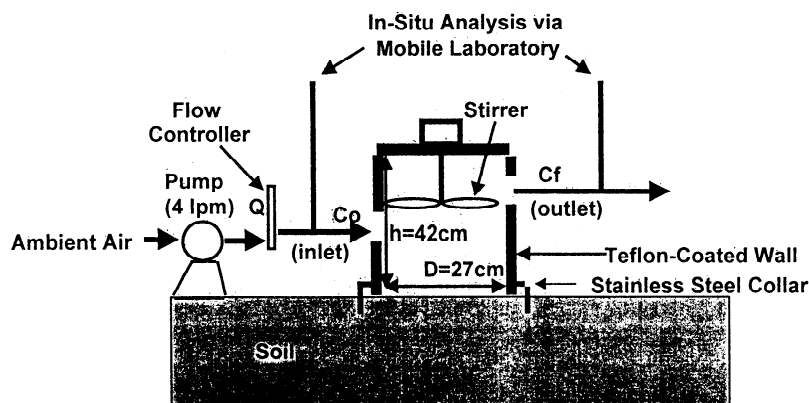 In-Situ Analysis via
Mobile Laboratory
Flow
Controller
Stirrer
Pump
(4 lpm)
Q
Co
Cf
Ambient Air
(inlet)
(outlet)
h=42cm
Teflon-Coated Wall
D=27cm
Stainless Steel Collar
Soil